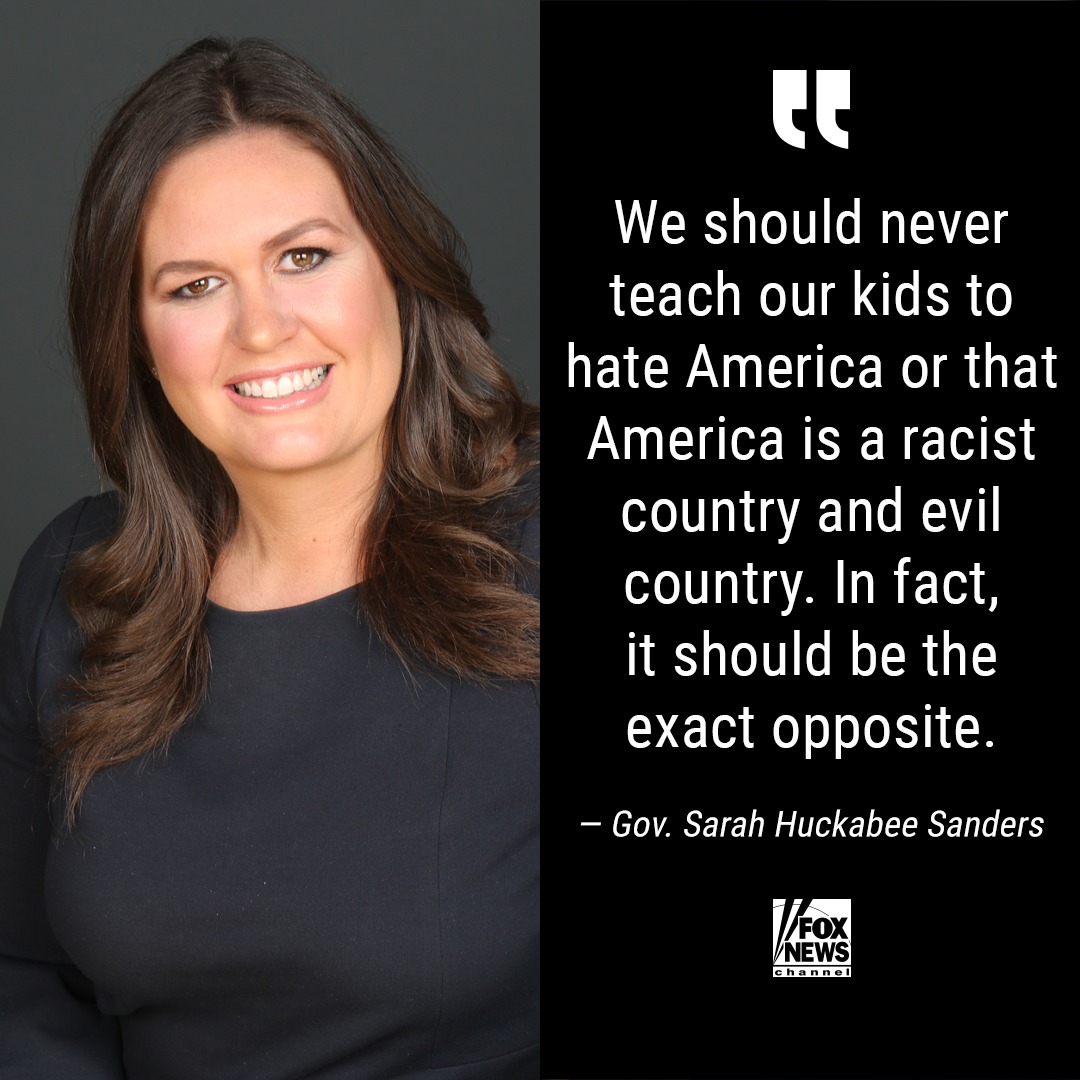 We should never
teach our kids to
hate America or that
America is a racist
country and evil
country. In fact,
it should be the
exact opposite.
– Gov. Sarah Huckabee Sanders
FOX
NEWS
channel